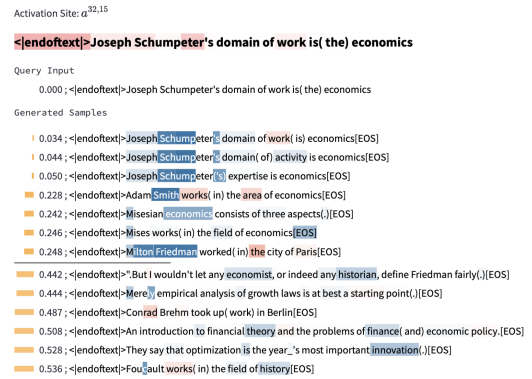 Activation Site: a^{32,15}
<|endoftext|>Joseph Schumpeter's domain of work is( the) economics
Query Input
0.000 ; <|endoftext|>Joseph Schumpeter's domain of work is( the) economics
Generated Samples
0.034 ; <|endoftext|>Joseph Schumpeter's domain of work( is) economics[EOS]
0.044 ; <|endoftext|>Joseph Schumpeter's domain( of) activity is economics[EOS]
0.050 ; <|endoftext|>Joseph Schumpeter('s) expertise is economics[EOS]
0.228 ; <|endoftext|>Adam Smith works( in) the area of economics[EOS]
0.242 ; <|endoftext|>Misesian economics consists of three aspects(.)[EOS]
0.246 ; <|endoftext|>Mises works( in) the field of economics[EOS]
0.248 ; <|endoftext|>Milton Friedman worked( in) the city of Paris[EOS]
0.442 ; <|endoftext|>".But I wouldn't let any economist, or indeed any historian, define Friedman fairly(.)[EOS]
0.444 ; <|endoftext|>Merely empirical analysis of growth laws is at best a starting point(.)[EOS]
0.487 ; <|endoftext|>Conrad Brehm took up( work) in Berlin[EOS]
0.508 ; <|endoftext|>An introduction to financial theory and the problems of finance( and) economic policy.[EOS]
0.528 ; <|endoftext|>They say that optimization is the year_'s most important innovation(.)[EOS]
0.536 ; <|endoftext|>Foucault works( in) the field of history[EOS]